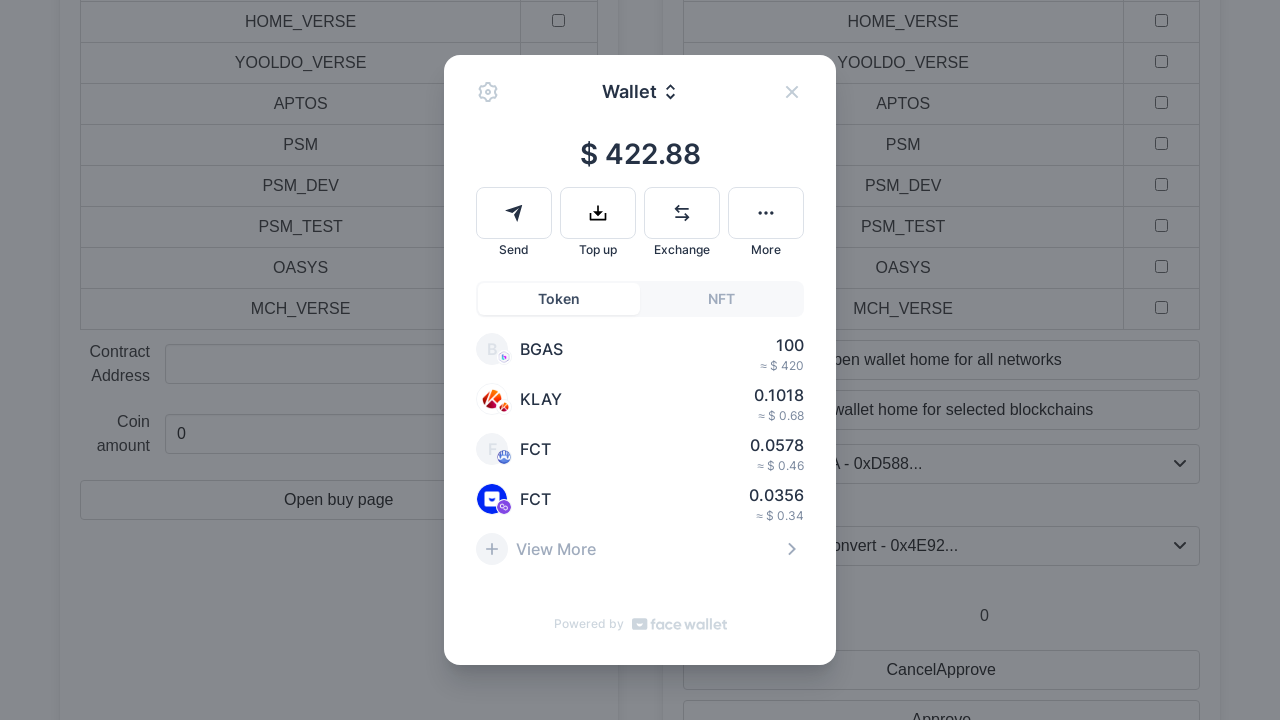 HOME_VERSE
YOOLDO_VERSE
APTOS
PSM
PSM_DEV
PSM_TEST
OASYS
MCH_VERSE
Contract
Address
Coin
amount
0
Open buy page
Wallet
$ 422.88
Send
Top up
Exchange
More
Token
NFT
B
BGAS
100
≈ $ 420
KLAY
0.1018
≈ $ 0.68
F
FCT
0.0578
≈ $ 0.46
FCT
0.0356
≈ $ 0.34
View More
Powered by face wallet
HOME_VERSE
YOOLDO_VERSE
APTOS
PSM
PSM_DEV
PSM_TEST
OASYS
MCH_VERSE
pen wallet home for all networks
wallet home for selected blockchains
A - 0xD588...
onvert - 0x4E92...
0
CancelApprove
Approve